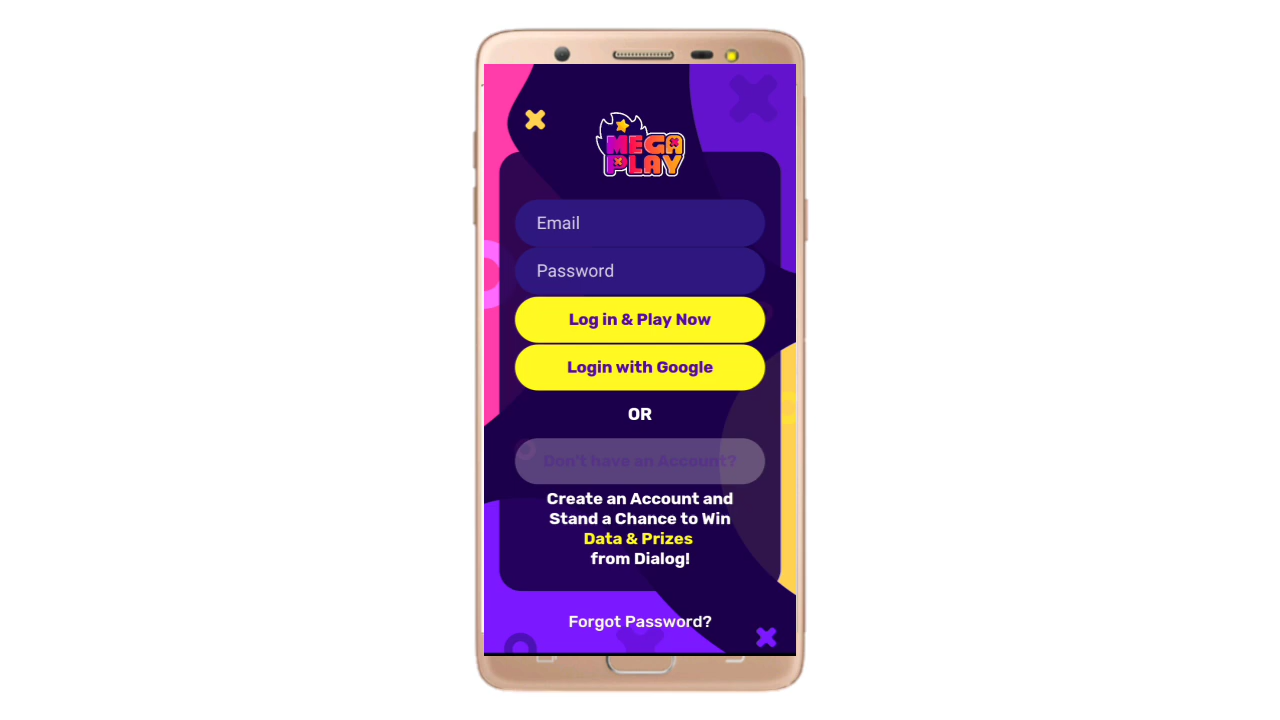 MEGA
PLAY
Email
Password
Log in & Play Now
Login with Google
OR
Don't have an Account?
Create an Account and
Stand a Chance to Win
Data & Prizes
from Dialog!
Forgot Password?